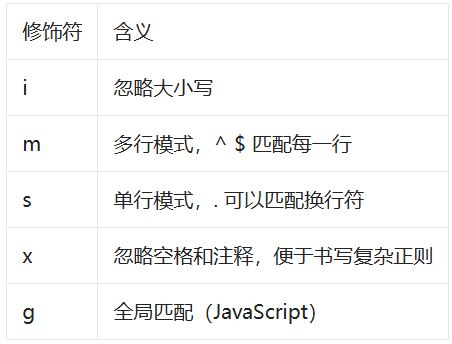 修饰符 含义
i 忽略大小写
m 多行模式，^ $ 匹配每一行
s 单行模式，. 可以匹配换行符
x 忽略空格和注释，便于书写复杂正则
g 全局匹配（JavaScript）